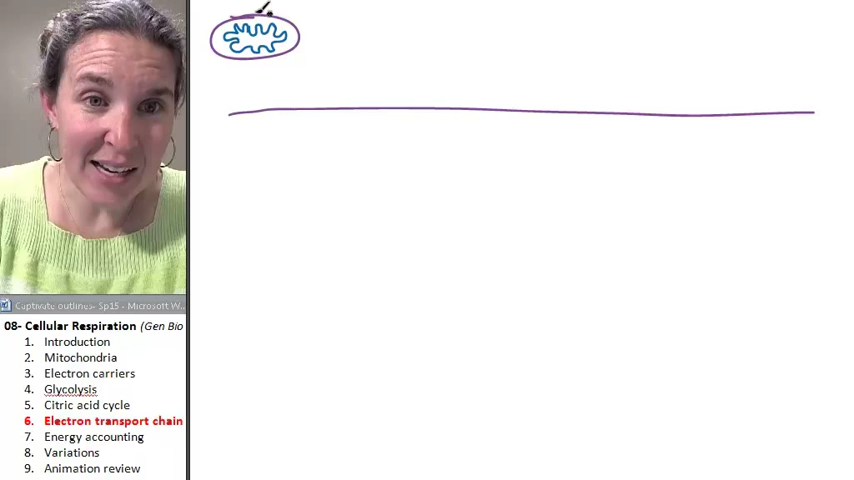 Captivate outlines- Sp15 - Microsoft W.
08- Cellular Respiration (Gen Bio
1. Introduction
2. Mitochondria
3. Electron carriers
4. Glycolysis
5. Citric acid cycle
6. Electron transport chain
7. Energy accounting
8. Variations
9. Animation review